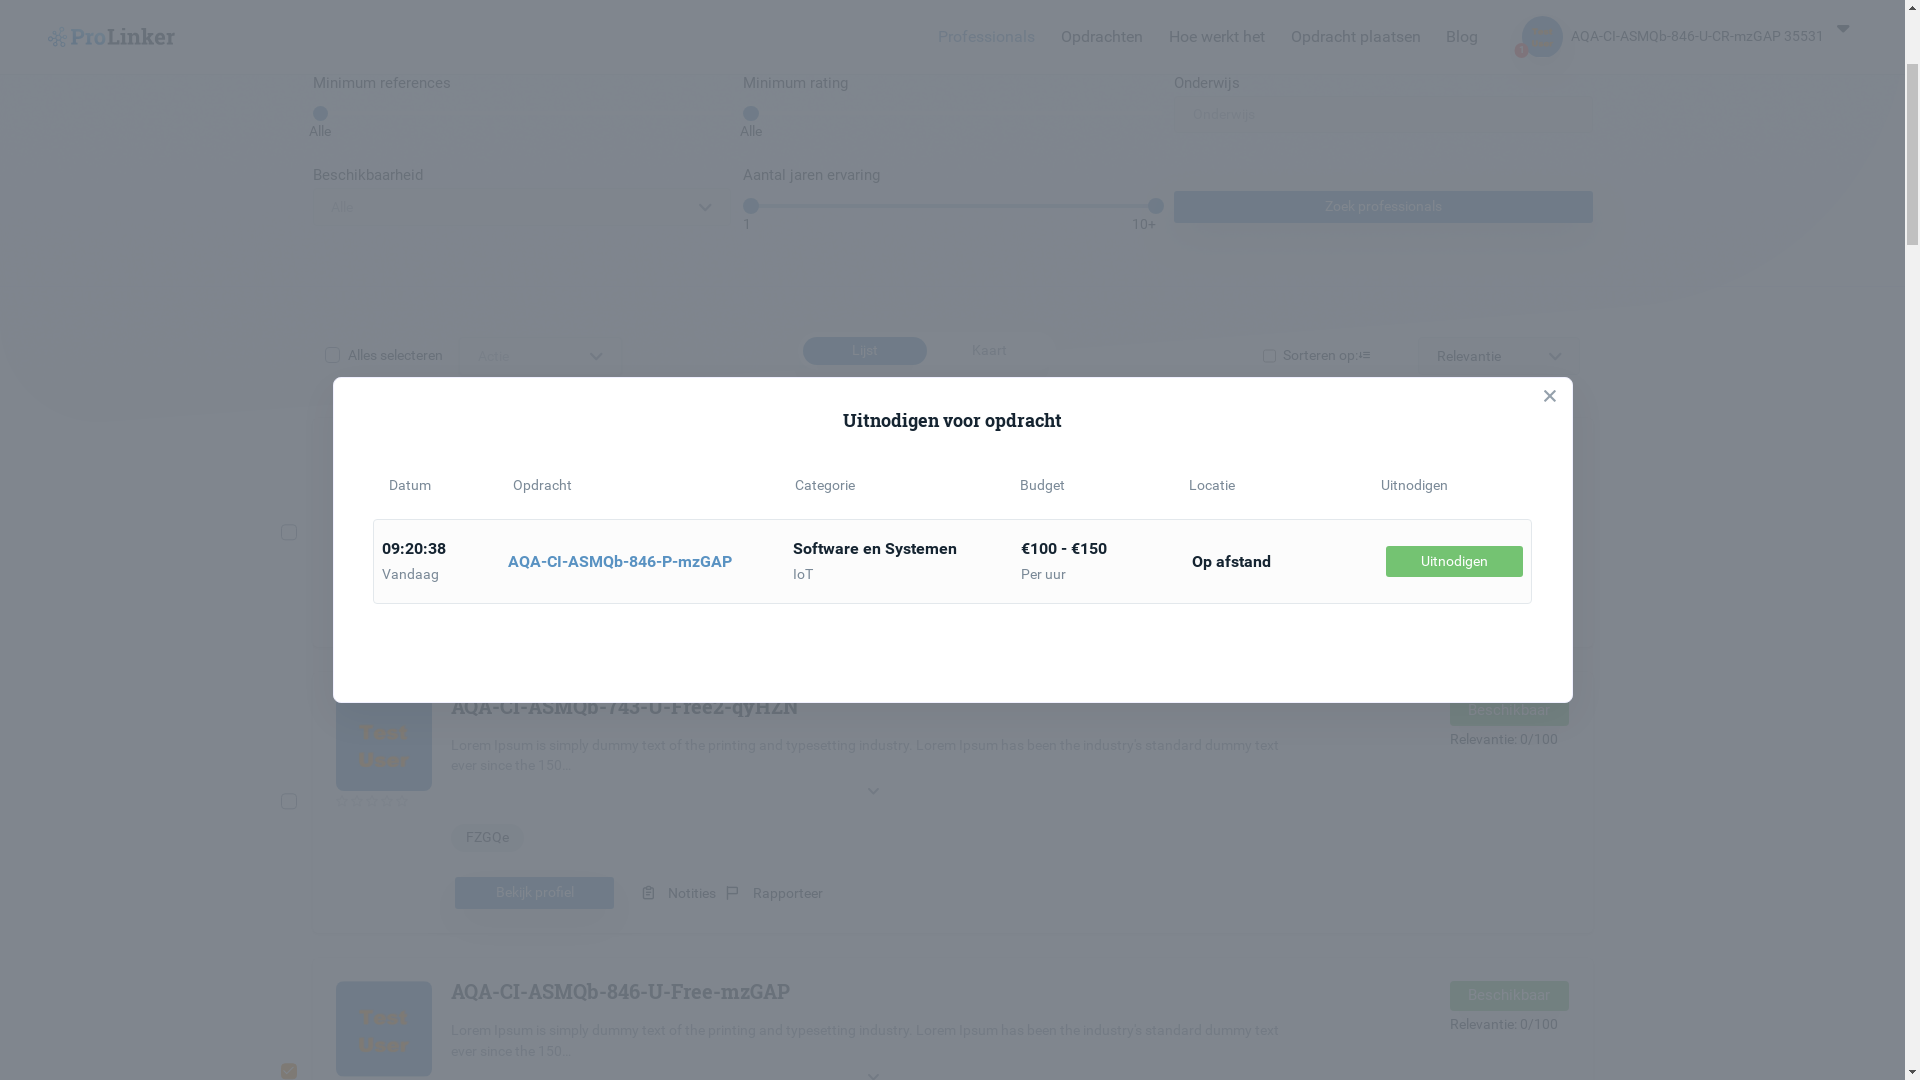 ProLinker
Professionals
Opdrachten
Hoe werkt het
Opdracht plaatsen
Blog
1
AQA-CI-ASMQb-846-U-CR-mzGAP 35531
Minimum references
Minimum rating
Onderwijs
Onderwijs
Alle
Alle
Beschikbaarheid
Aantal jaren ervaring
Alle
Zoek professionals
1
10+
Alles selecteren
Actie
Lijst
Kaart
Sorteren op:
Relevantie
Uitnodigen voor opdracht
Datum
Opdracht
Categorie
Budget
Locatie
Uitnodigen
09:20:38
Vandaag
AQA-CI-ASMQb-846-P-mzGAP
Software en Systemen
IoT
€100 - €150
Per uur
Op afstand
Uitnodigen
AQA-CI-ASMQb-743-U-Free2-qyHZN
Beschikbaar
Test
User
Lorem Ipsum is simply dummy text of the printing and typesetting industry. Lorem Ipsum has been the industry's standard dummy text
ever since the 150...
Relevantie: 0/100
FZGQe
Bekijk profiel
Notities
Rapporteer
AQA-CI-ASMQb-846-U-Free-mzGAP
Beschikbaar
Test
User
Lorem Ipsum is simply dummy text of the printing and typesetting industry. Lorem Ipsum has been the industry's standard dummy text
ever since the 150...
Relevantie: 0/100